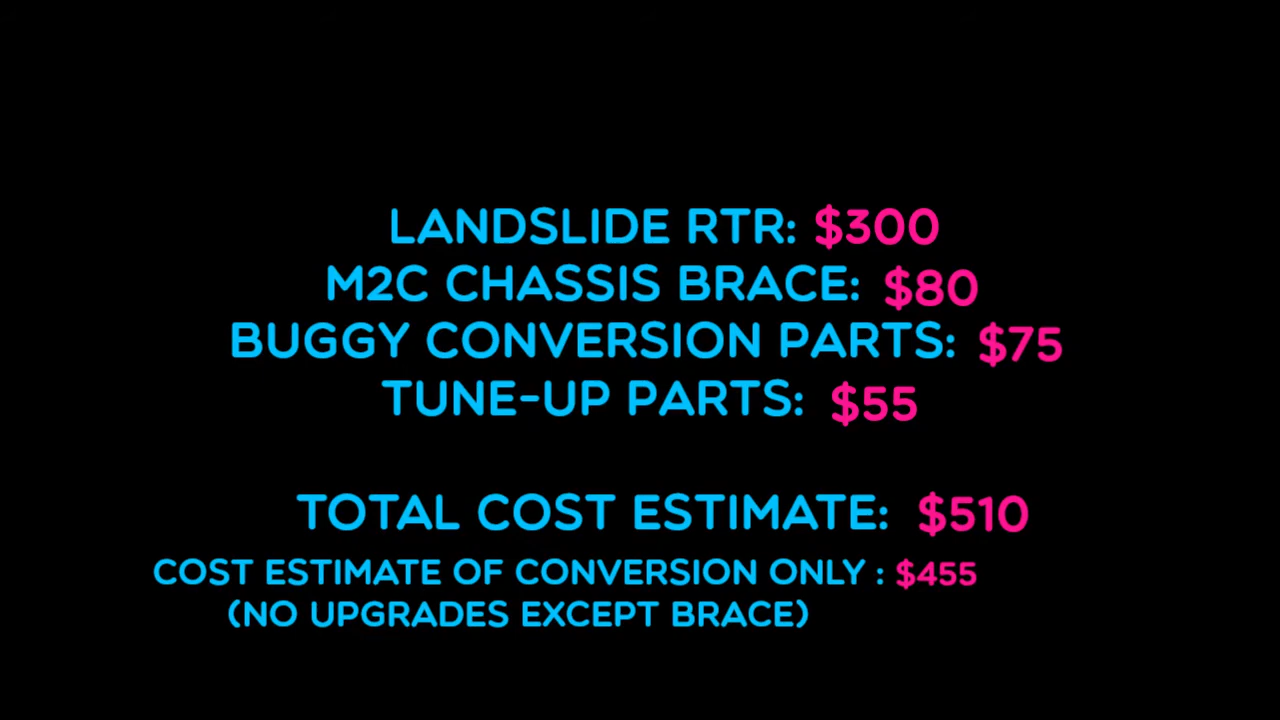 LANDSLIDE RTR: $300
M2C CHASSIS BRACE: $80
BUGGY CONVERSION PARTS: $75
TUNE-UP PARTS: $55
TOTAL COST ESTIMATE: $510
COST ESTIMATE OF CONVERSION ONLY : $455
(NO UPGRADES EXCEPT BRACE)